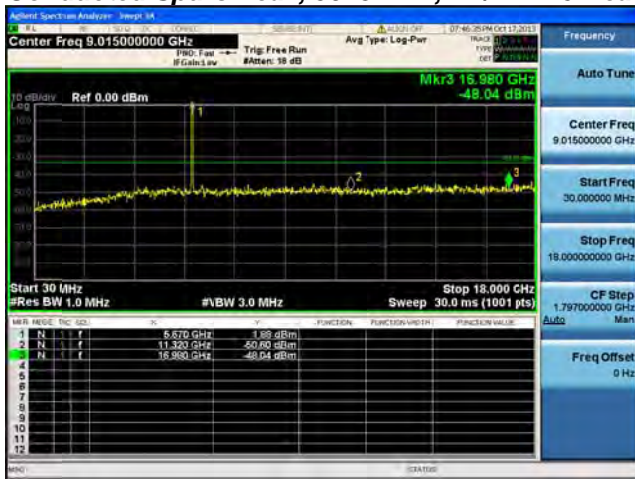 Agilent Spectrum Analyzer - Swept SA
ALIGN OFF
07:46:35 PM Oct 17, 2013
Center Freq 9.015000000 GHz
PNO: Fast
IFGain:Low
Trig: Free Run
#Atten: 18 dB
Avg Type: Log-Pwr
TRACE
TYPE
DET
Mkr3 16.980 GHz
-48.04 dBm
10 dB/div
Log
Ref 0.00 dBm
1
2
3
Start 30 MHz
Stop 18.000 GHz
#Res BW 1.0 MHz
#VBW 3.0 MHz
Sweep 30.0 ms (1001 pts)
MKR MODE TRC SCL X Y FUNCTION FUNCTION WIDTH FUNCTION VALUE
1 N 1 f 5.670 GHz 1.88 dBm
2 N 1 f 11.320 GHz -50.60 dBm
3 N 1 f 16.980 GHz -48.04 dBm
4
5
6
7
8
9
10
11
12
MSG
STATUS
Frequency
Auto Tune
Center Freq
9.015000000 GHz
Start Freq
30.000000 MHz
Stop Freq
18.000000000 GHz
CF Step
1.797000000 GHz
Auto Man
Freq Offset
0 Hz